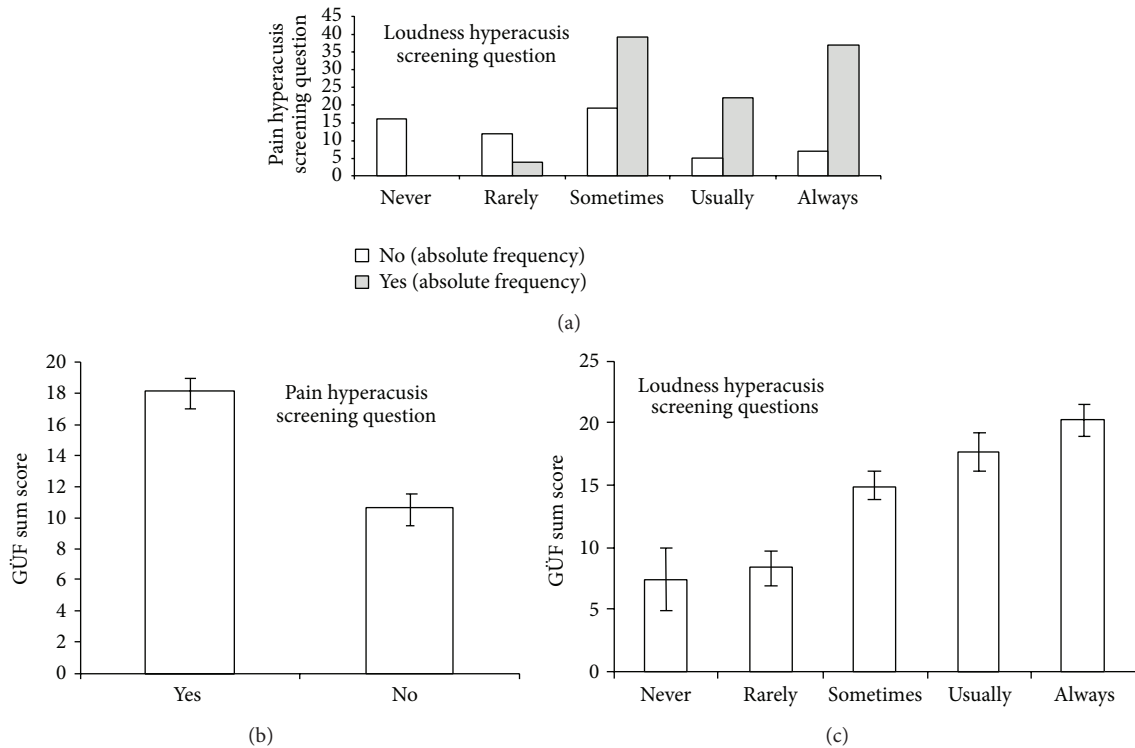 Pain hyperacusis
screening question
45
40
35
30
25
20
15
10
5
0
Loudness hyperacusis
screening question
Never Rarely Sometimes Usually Always
No (absolute frequency)
Yes (absolute frequency)
(a)
GÜF sum score
20
18
16
14
12
10
8
6
4
2
0
Pain hyperacusis
screening question
Yes No
(b)
GÜF sum score
25
20
15
10
5
0
Loudness hyperacusis
screening questions
Never Rarely Sometimes Usually Always
(c)